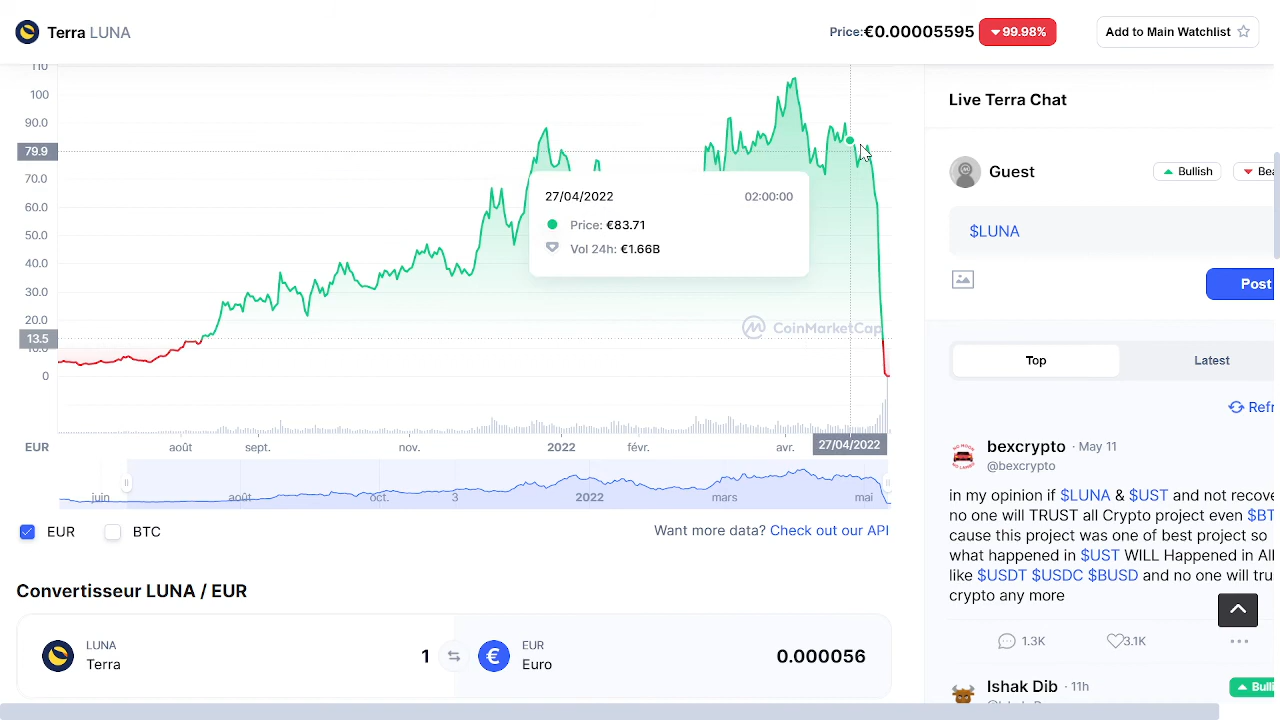 Terra LUNA
Price:€0.00005595
99.98%
Add to Main Watchlist
110
100
90.0
79.9
70.0
60.0
50.0
40.0
30.0
20.0
13.5
10.0
0
27/04/2022 02:00:00
Price: €83.71
Vol 24h: €1.66B
CoinMarketCap
EUR
août sept. nov. 2022 févr. avr. 27/04/2022
juin août oct. 3 2022 mars mai
EUR BTC
Want more data? Check out our API
Convertisseur LUNA / EUR
LUNA
Terra
1
EUR
Euro
0.000056
Live Terra Chat
Guest
Bullish
Bea
$LUNA
Post
Top Latest
Refr
bexcrypto · May 11
@bexcrypto
in my opinion if $LUNA & $UST and not recove
no one will TRUST all Crypto project even $BT
cause this project was one of best project so
what happened in $UST WILL Happened in All
like $USDT $USDC $BUSD and no one will tru
crypto any more
1.3K 3.1K
Ishak Dib · 11h
Bulli